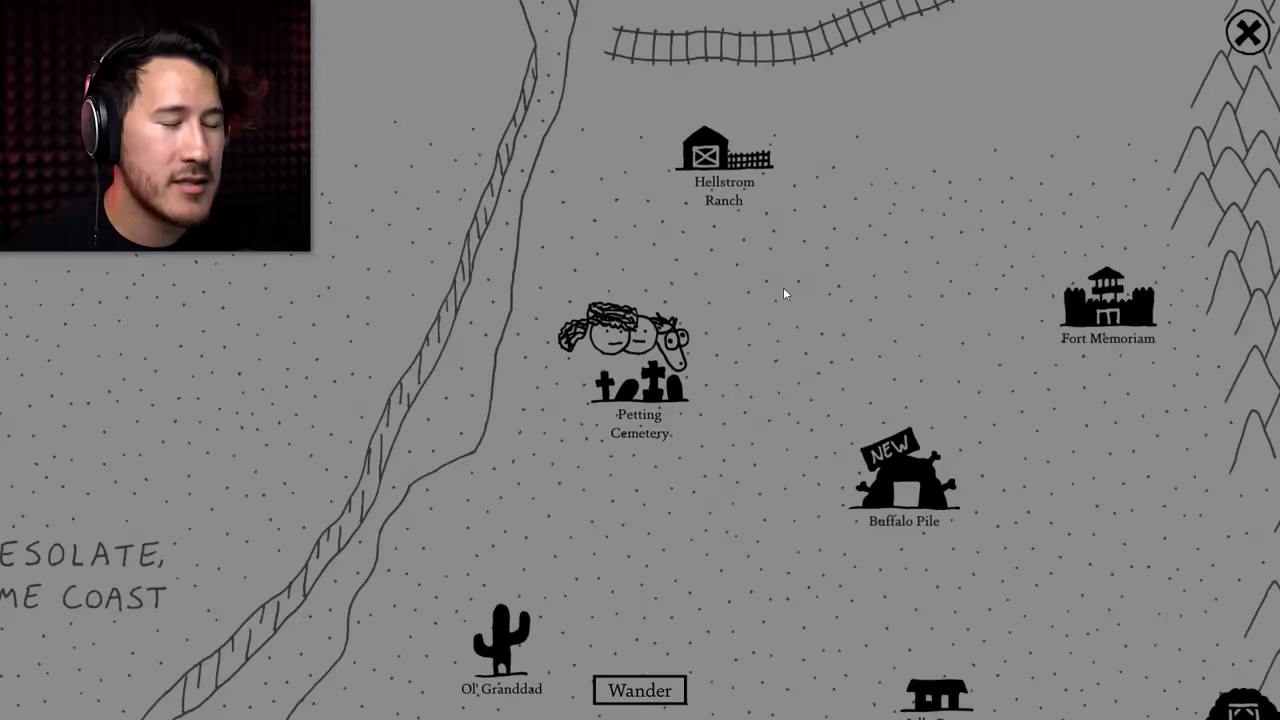 Hellstrom
Ranch
Fort Memoriam
Petting
Cemetery
NEW
Buffalo Pile
ESOLATE,
ME COAST
Ol' Granddad
Wander